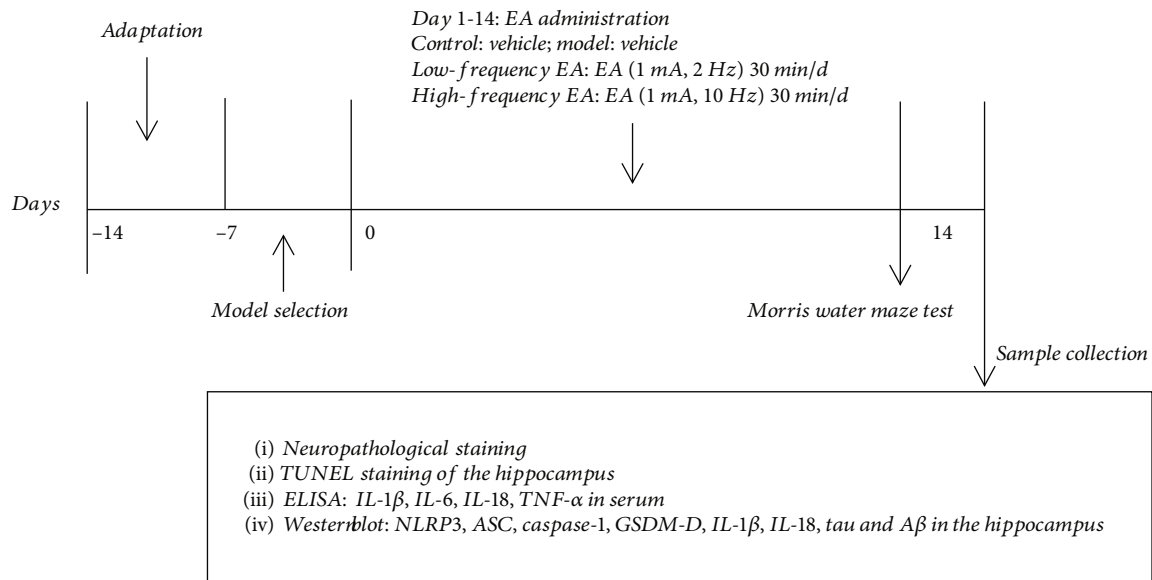 Adaptation
Day 1-14: EA administration
Control: vehicle; model: vehicle
Low-frequency EA: EA (1 mA, 2 Hz) 30 min/d
High-frequency EA: EA (1 mA, 10 Hz) 30 min/d
Days
–14
–7
0
14
Model selection
Morris water maze test
Sample collection
(i) Neuropathological staining
(ii) TUNEL staining of the hippocampus
(iii) ELISA: IL-1β, IL-6, IL-18, TNF-α in serum
(iv) Westernblot: NLRP3, ASC, caspase-1, GSDM-D, IL-1β, IL-18, tau and Aβ in the hippocampus